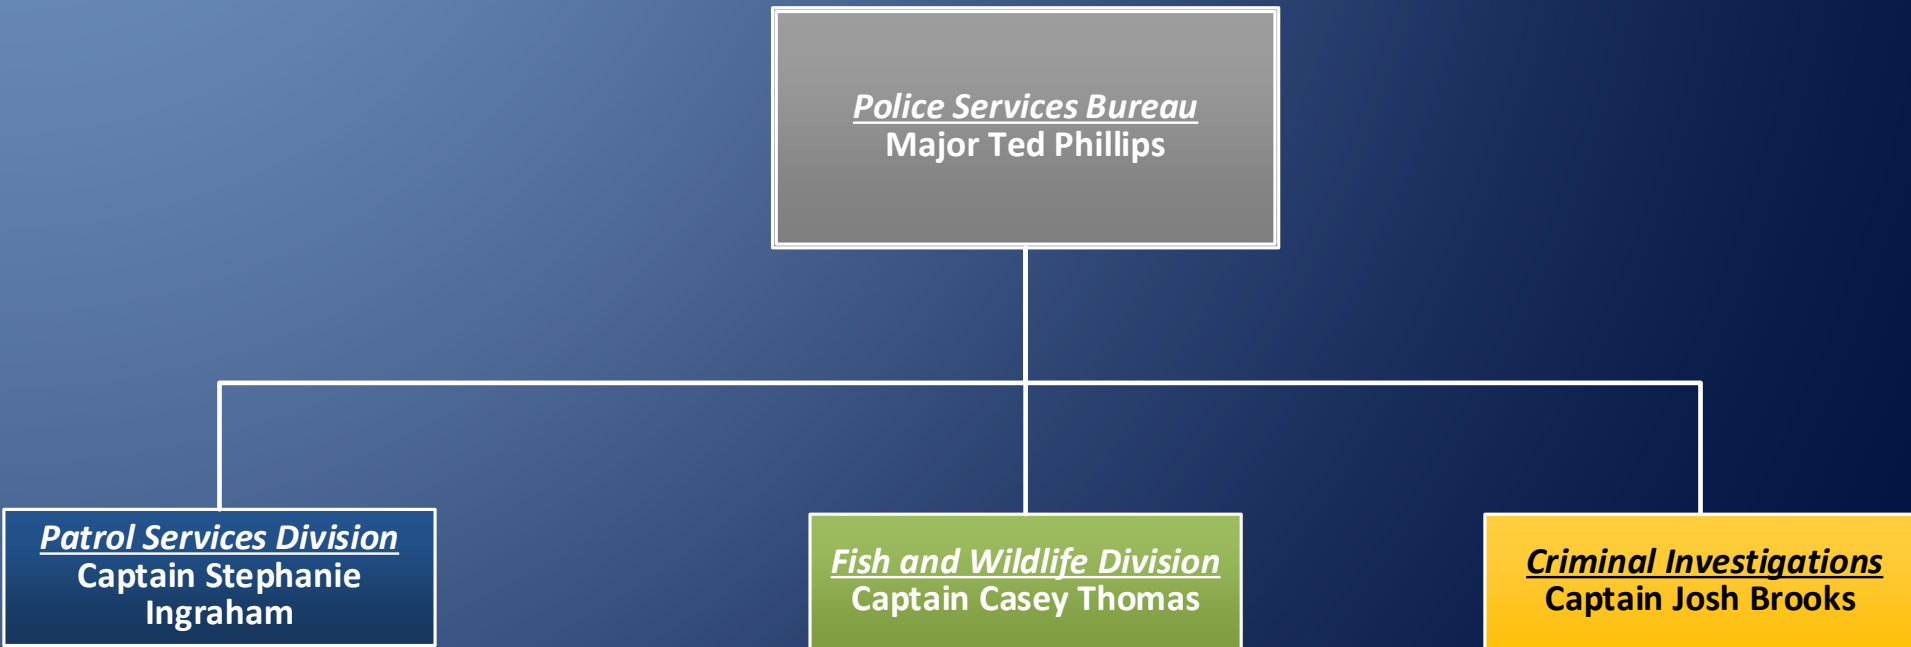 Police Services Bureau
Major Ted Phillips
Patrol Services Division
Captain Stephanie
Ingraham
Fish and Wildlife Division
Captain Casey Thomas
Criminal Investigations
Captain Josh Brooks